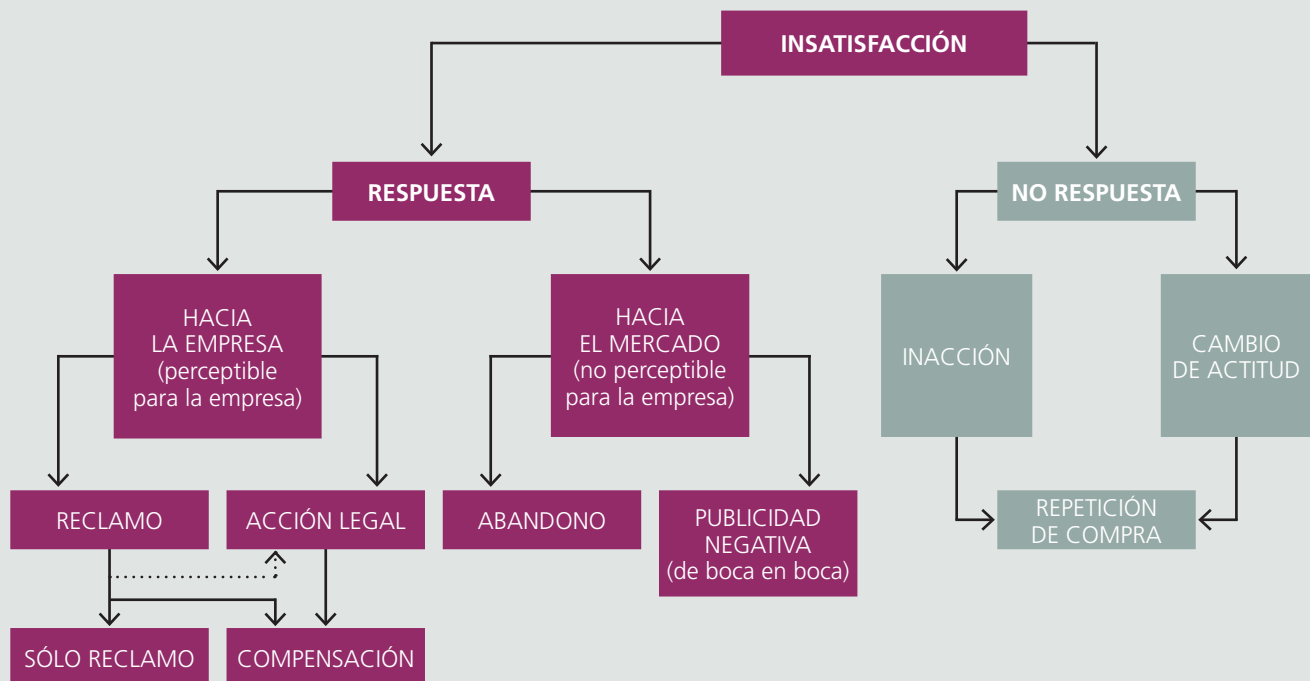 INSATISFACCIÓN
RESPUESTA
NO RESPUESTA
HACIA
LA EMPRESA
(perceptible
para la empresa)
HACIA
EL MERCADO
(no perceptible
para la empresa)
INACCIÓN
CAMBIO
DE ACTITUD
RECLAMO
ACCIÓN LEGAL
ABANDONO
PUBLICIDAD
NEGATIVA
(de boca en boca)
REPETICIÓN
DE COMPRA
SÓLO RECLAMO
COMPENSACIÓN